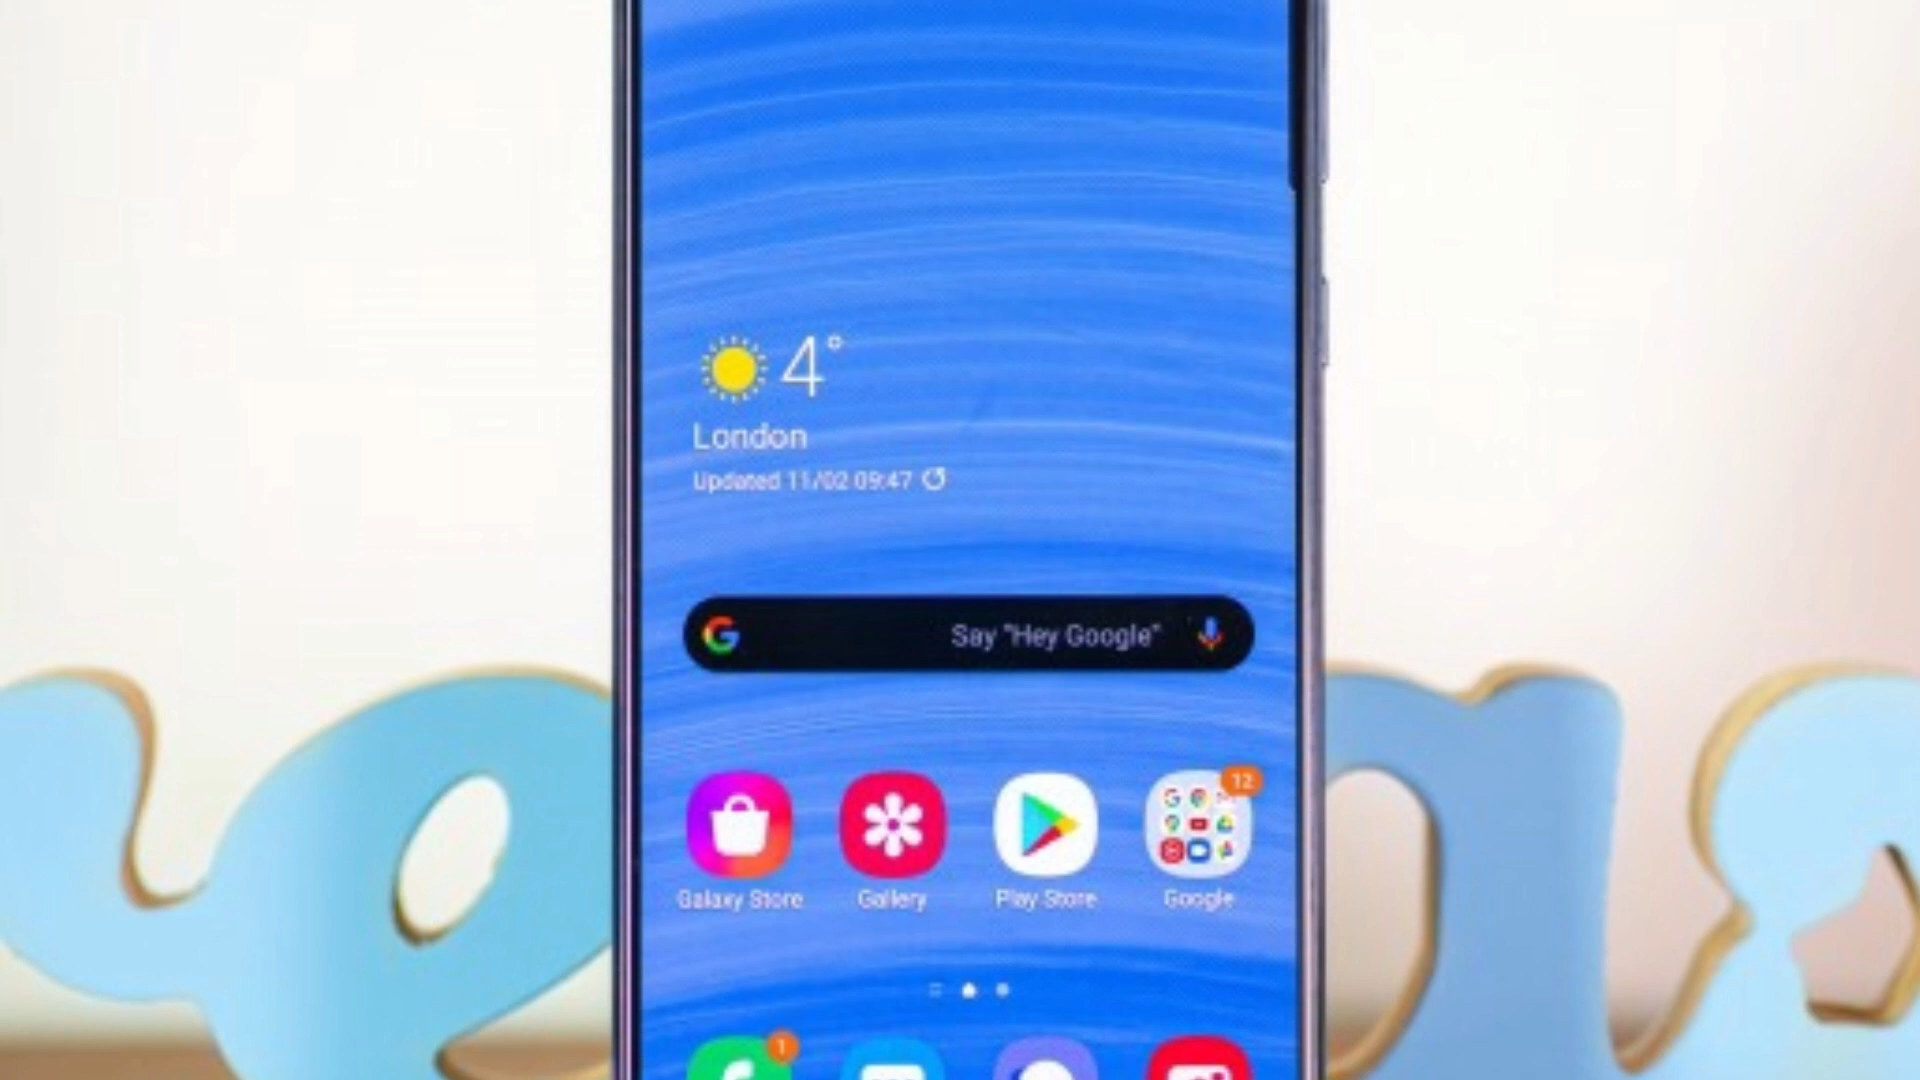 4°
London
Updated 11/02 09:47
Say "Hey Google"
12
Galaxy Store
Gallery
Play Store
Google
1